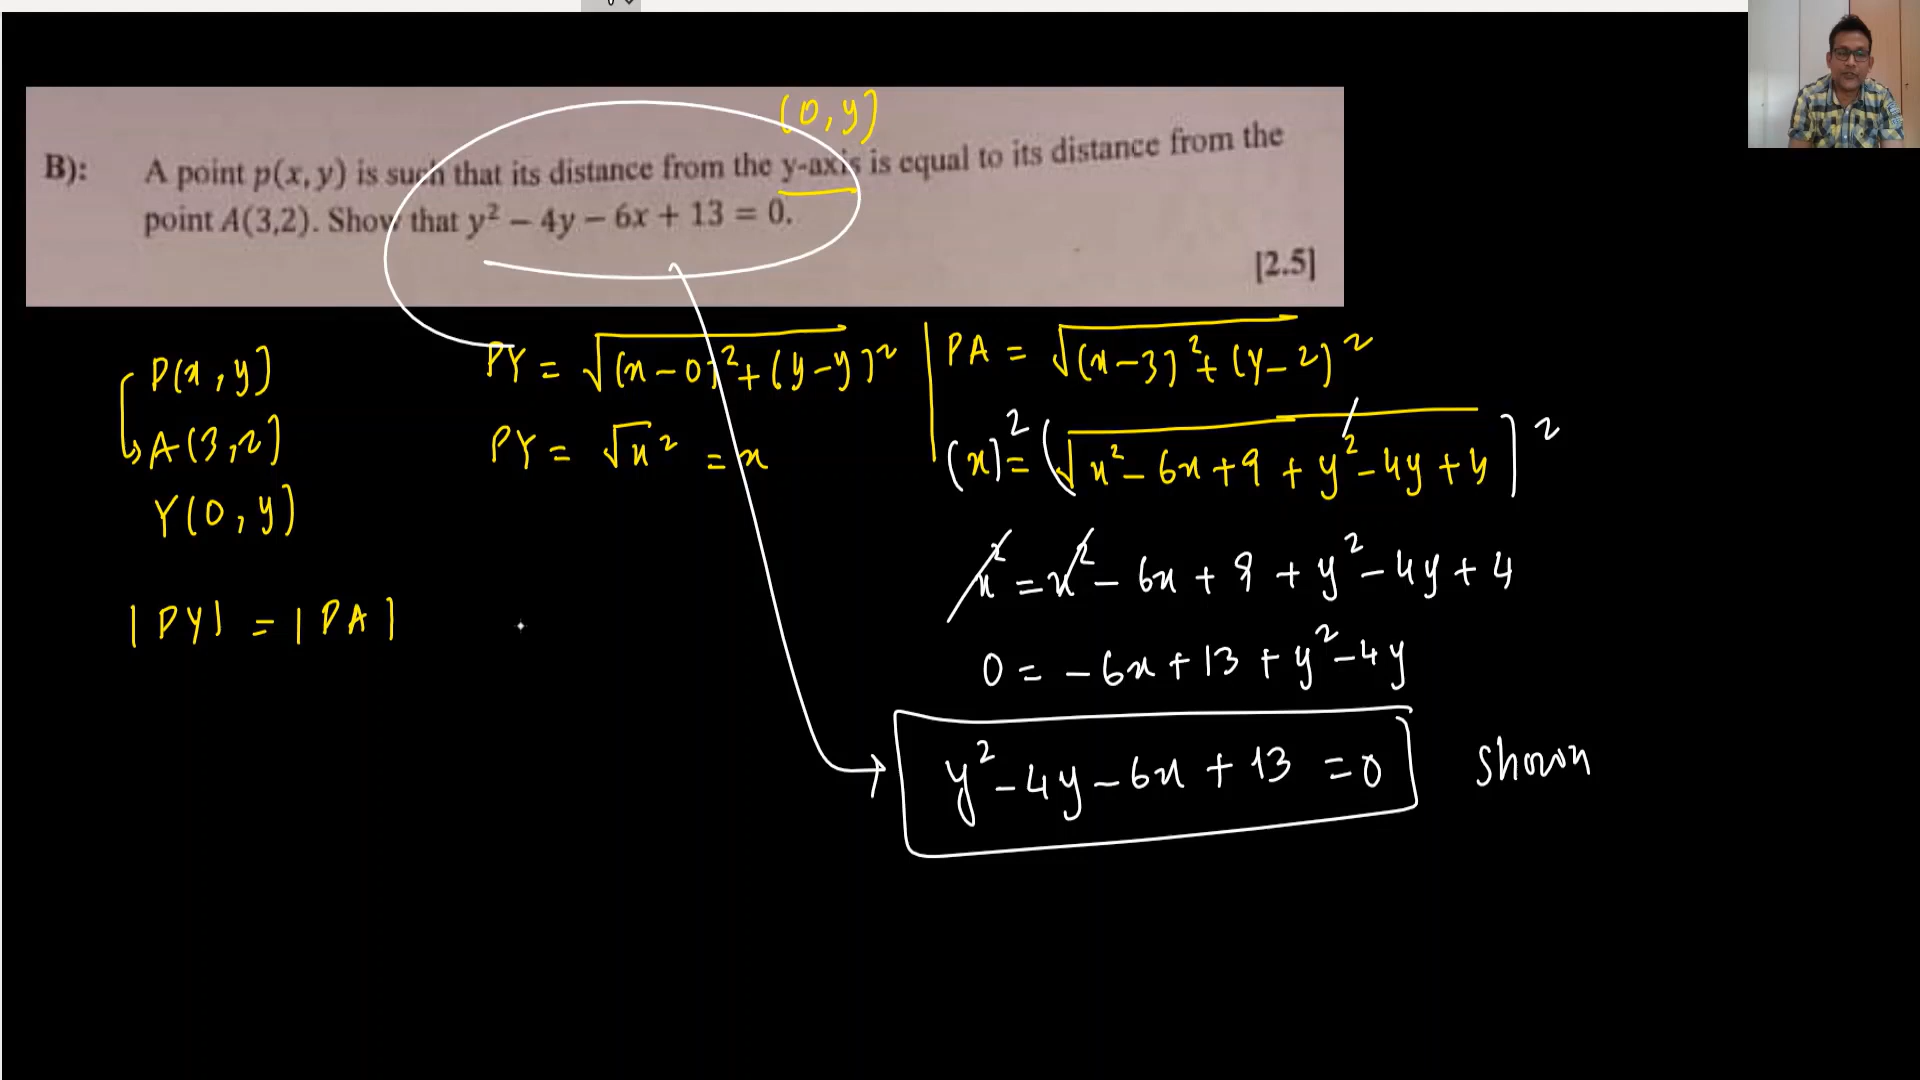 (0,y)
B): A point p(x, y) is such that its distance from the y-axis is equal to its distance from the
point A(3,2). Show that y² – 4y – 6x + 13 = 0.
[2.5]
P(x,y)
A(3,2)
Y(0,y)
|PY| = |PA|
PY = √(x-0)²+(y-y)²
PY = √x² = x
PA = √(x-3)²+(y-2)²
(x)² = (√x²-6x+9+y²-4y+4)²
x² = x²-6x+9+y²-4y+4
0 = -6x+13+y²-4y
y²-4y-6x+13 = 0 shown